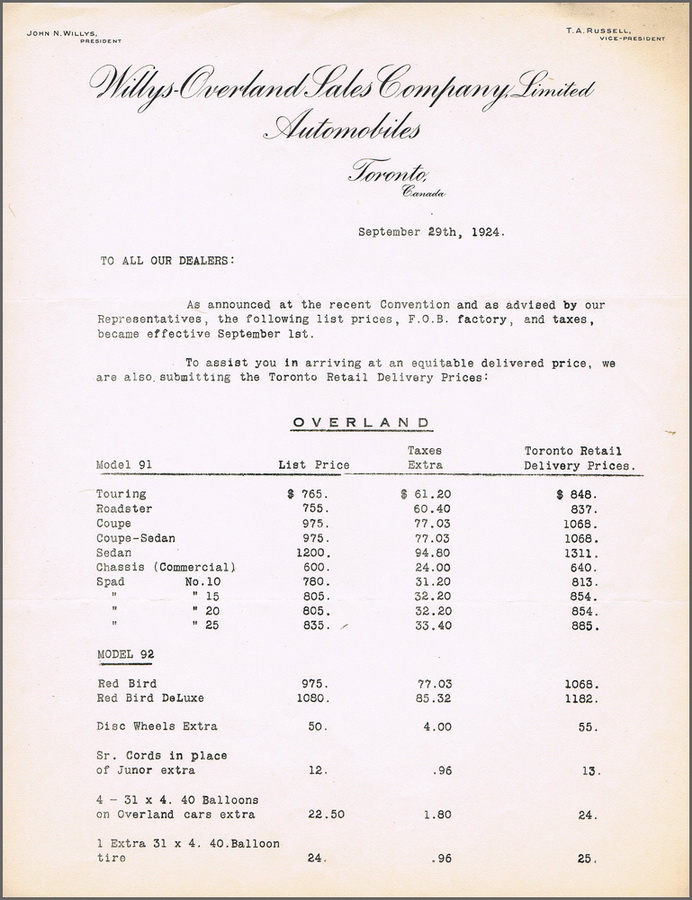 JOHN N. WILLYS,
PRESIDENT
T. A. RUSSELL,
VICE-PRESIDENT
Willys-Overland Sales Company, Limited
Automobiles
Toronto,
Canada
September 29th, 1924.
TO ALL OUR DEALERS:
As announced at the recent Convention and as advised by our
Representatives, the following list prices, F.O.B. factory, and taxes,
became effective September 1st.
To assist you in arriving at an equitable delivered price, we
are also submitting the Toronto Retail Delivery Prices:
OVERLAND
Taxes Toronto Retail
Model 91 List Price Extra Delivery Prices.
Touring $ 765. $ 61.20 $ 848.
Roadster 755. 60.40 837.
Coupe 975. 77.03 1068.
Coupe-Sedan 975. 77.03 1068.
Sedan 1200. 94.80 1311.
Chassis (Commercial) 600. 24.00 640.
Spad No.10 780. 31.20 813.
" " 15 805. 32.20 854.
" " 20 805. 32.20 854.
" " 25 835. 33.40 885.
MODEL 92
Red Bird 975. 77.03 1068.
Red Bird DeLuxe 1080. 85.32 1182.
Disc Wheels Extra 50. 4.00 55.
Sr. Cords in place
of Junor extra 12. .96 13.
4 - 31 x 4. 40 Balloons
on Overland cars extra 22.50 1.80 24.
1 Extra 31 x 4. 40.Balloon
tire 24. .96 25.